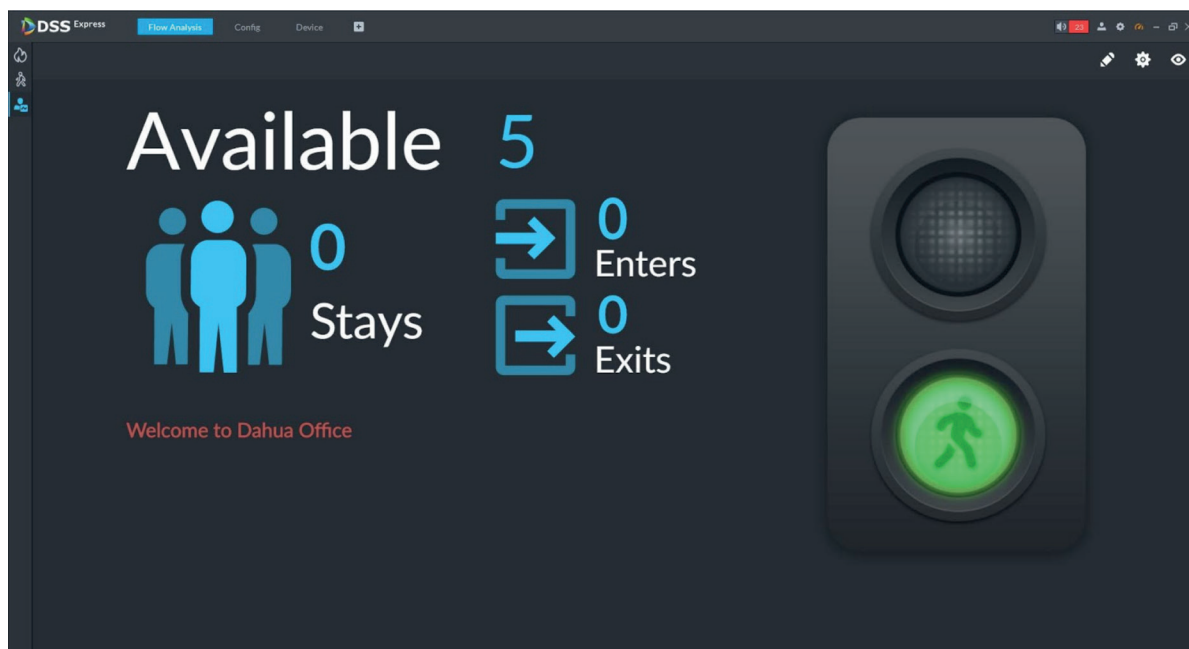 DSS Express
Flow Analysis Config Device
23
Available 5
0
Stays
0
Enters
0
Exits
Welcome to Dahua Office